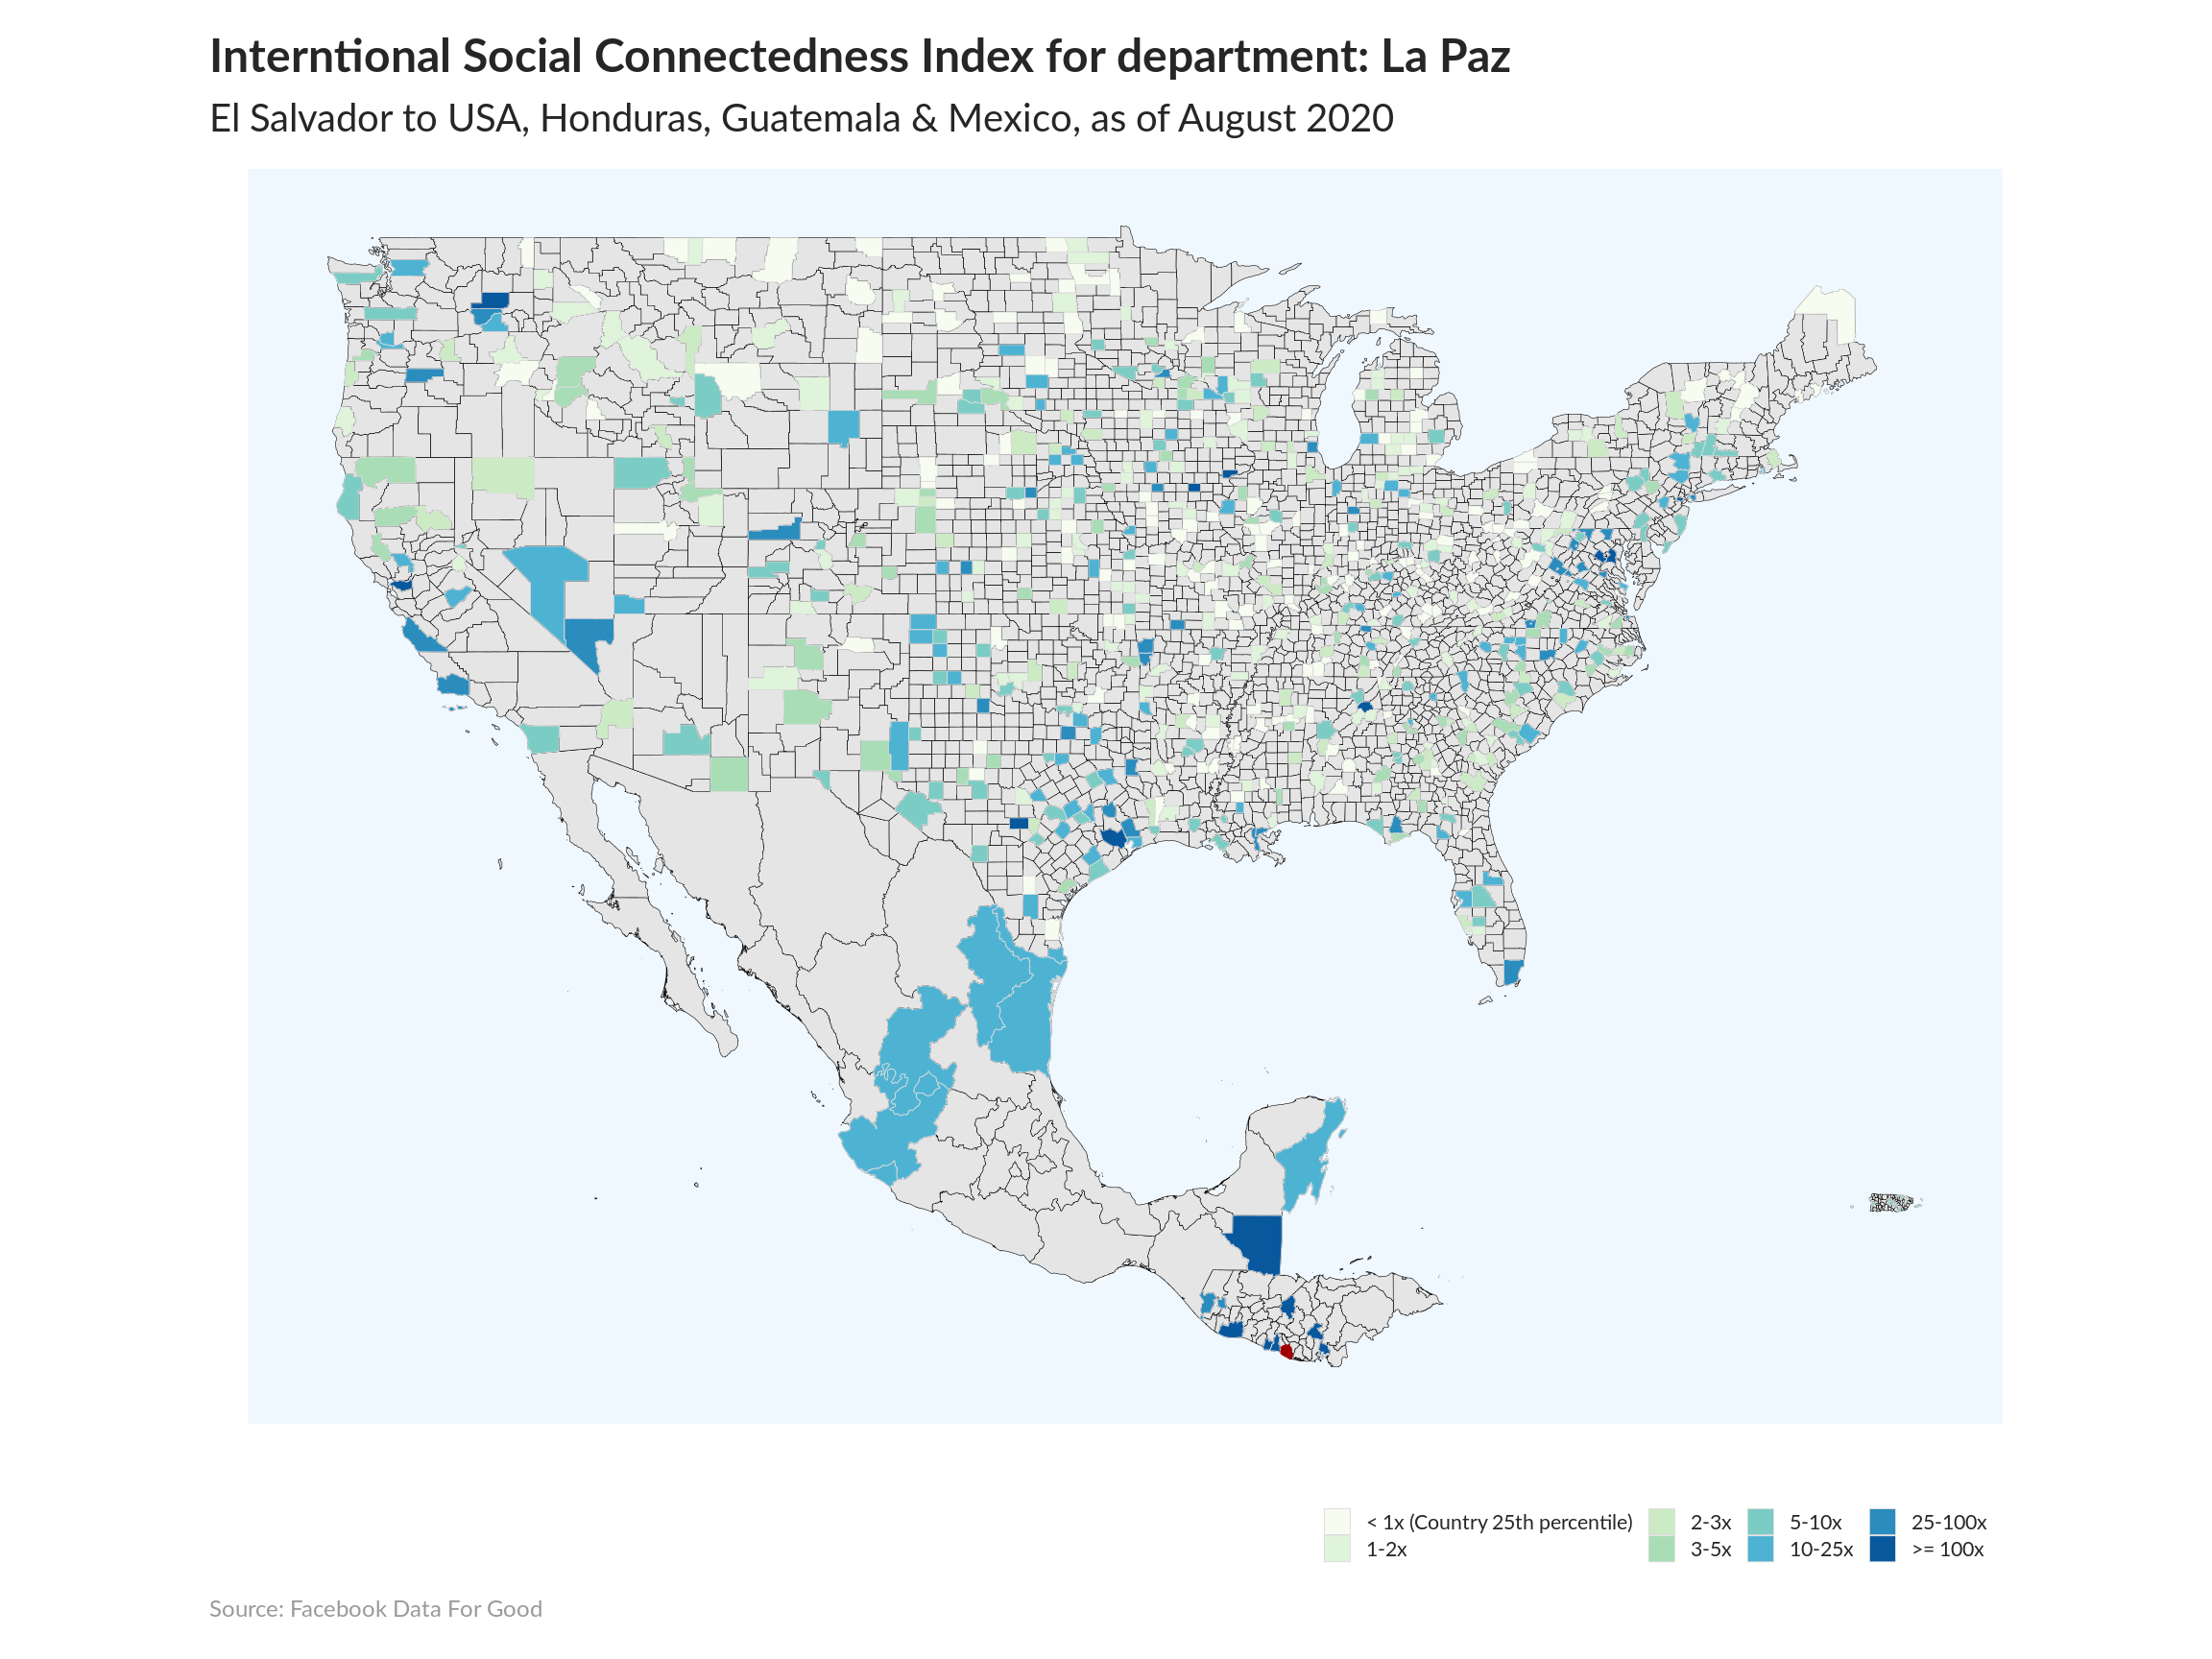 Interntional Social Connectedness Index for department: La Paz
El Salvador to USA, Honduras, Guatemala & Mexico, as of August 2020
< 1x (Country 25th percentile)
1-2x
2-3x
3-5x
5-10x
10-25x
25-100x
>= 100x
Source: Facebook Data For Good